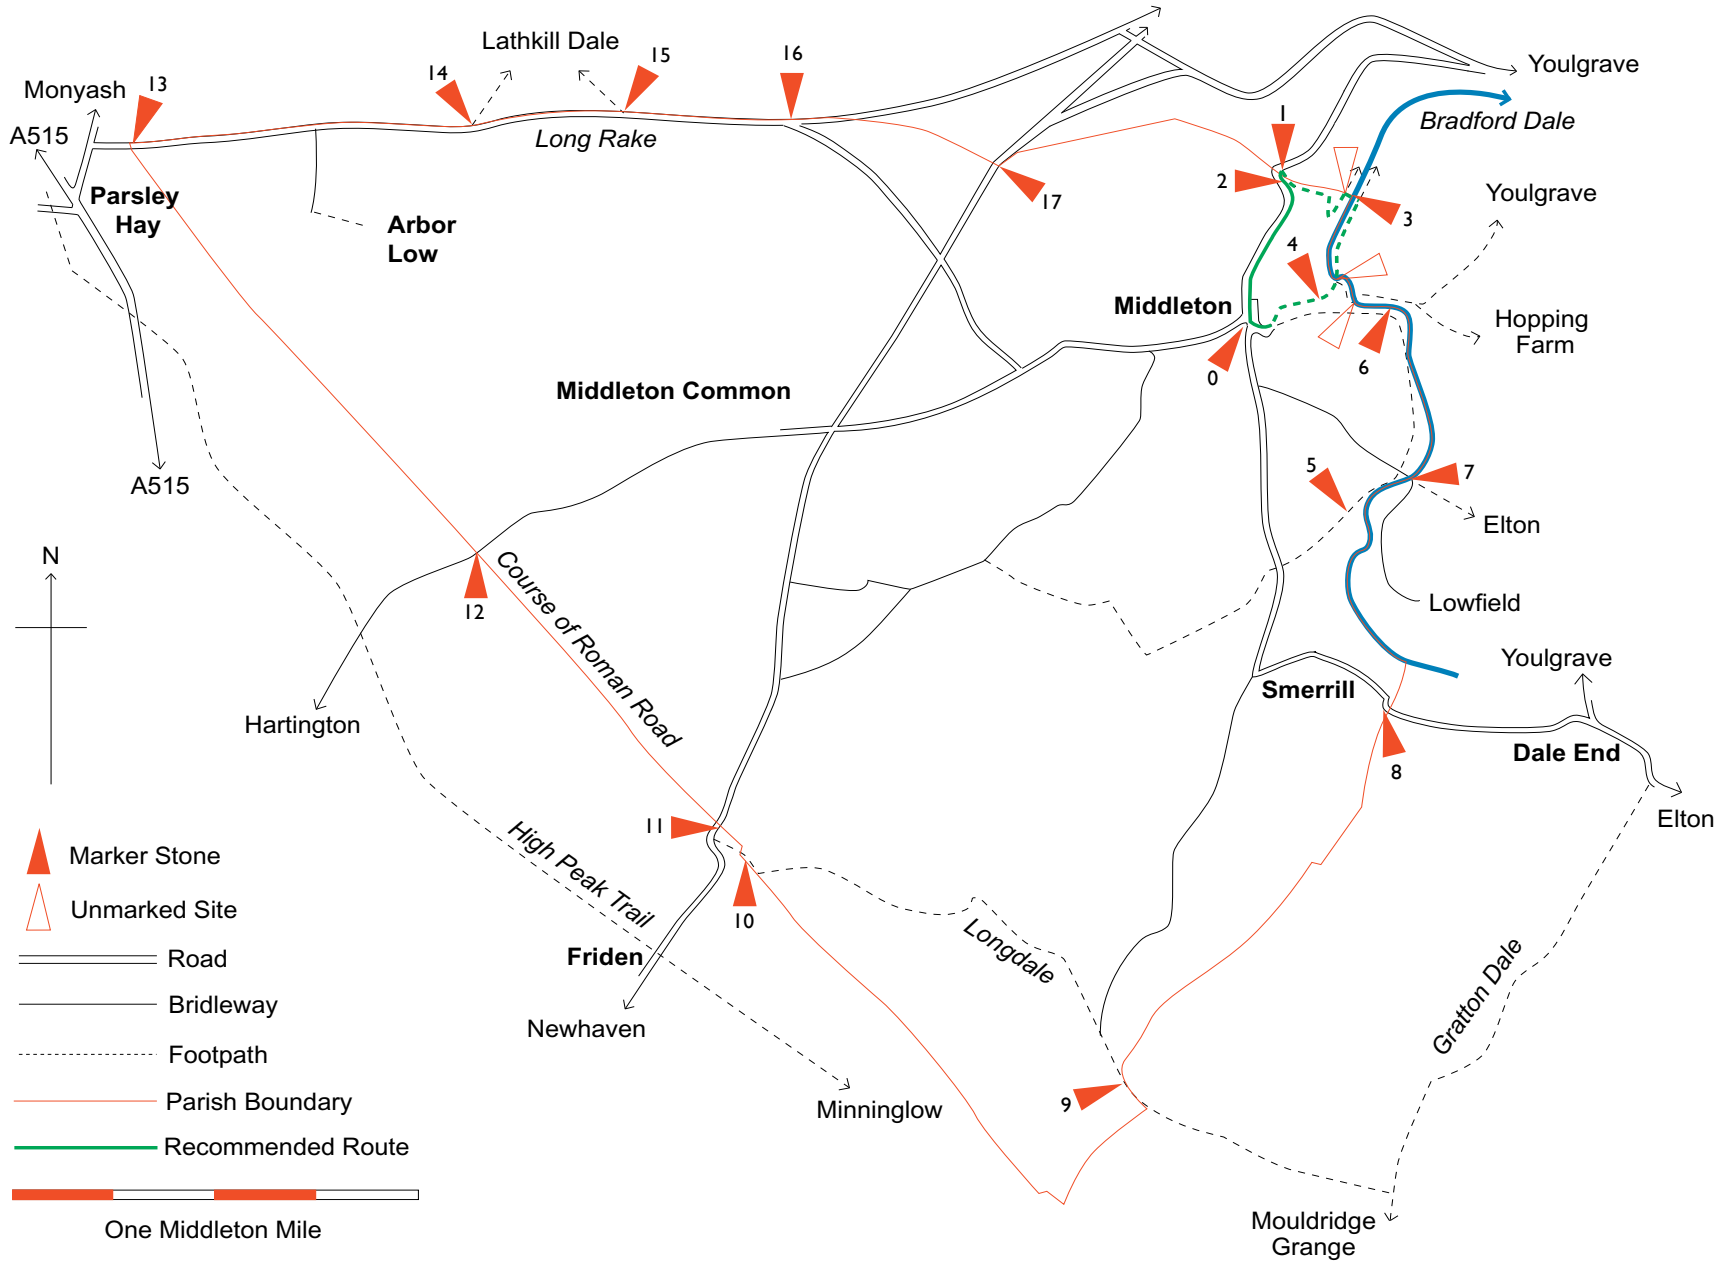 Lathkill Dale
15
16
14
13
Monyash
A515
Long Rake
Youlgrave
Bradford Dale
1
2
17
3
Parsley
Hay
Arbor
Low
Youlgrave
4
Middleton
Hopping
Farm
6
0
Middleton Common
5
7
A515
Elton
N
Course of Roman Road
12
Lowfield
Youlgrave
Smerrill
Hartington
Dale End
8
Elton
11
High Peak Trail
10
Longdale
Friden
Gratton Dale
Newhaven
9
Minninglow
Mouldridge
Grange
Marker Stone
Unmarked Site
Road
Bridleway
Footpath
Parish Boundary
Recommended Route
One Middleton Mile